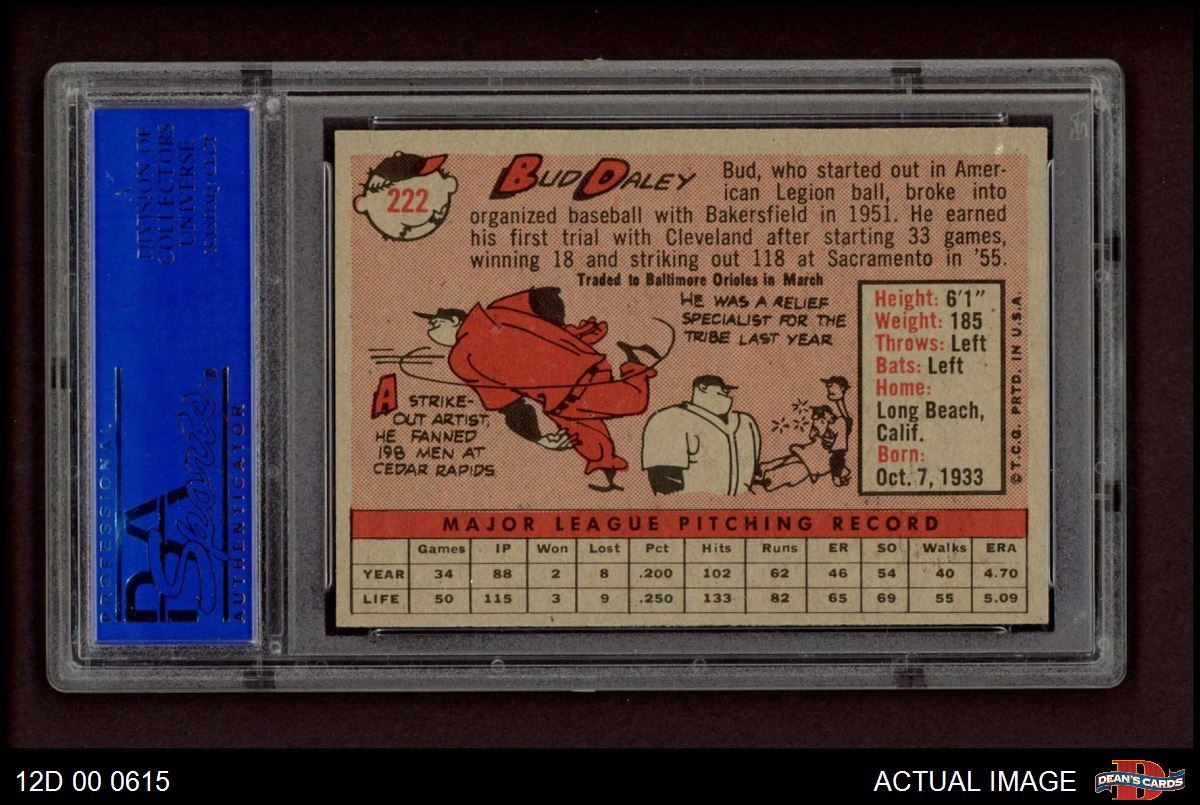 A
DIVISION OF
COLLECTORS
UNIVERSE
NASDAQ CLCT
PROFESSIONAL
PSA
Sports®
AUTHENTICATOR
222
BUD DALEY
Bud, who started out in Amer-
ican Legion ball, broke into
organized baseball with Bakersfield in 1951. He earned
his first trial with Cleveland after starting 33 games,
winning 18 and striking out 118 at Sacramento in '55.
Traded to Baltimore Orioles in March
HE WAS A RELIEF
SPECIALIST FOR THE
TRIBE LAST YEAR
A STRIKE-
OUT ARTIST,
HE FANNED
198 MEN AT
CEDAR RAPIDS
Height: 6'1"
Weight: 185
Throws: Left
Bats: Left
Home:
Long Beach,
Calif.
Born:
Oct. 7, 1933
© T.C.G. PRTD. IN U.S.A.
MAJOR LEAGUE PITCHING RECORD
Games IP Won Lost Pct Hits Runs ER SO Walks ERA
YEAR 34 88 2 8 .200 102 62 46 54 40 4.70
LIFE 50 115 3 9 .250 133 82 65 69 55 5.09
12D 00 0615
ACTUAL IMAGE
D
DEAN'S CARDS